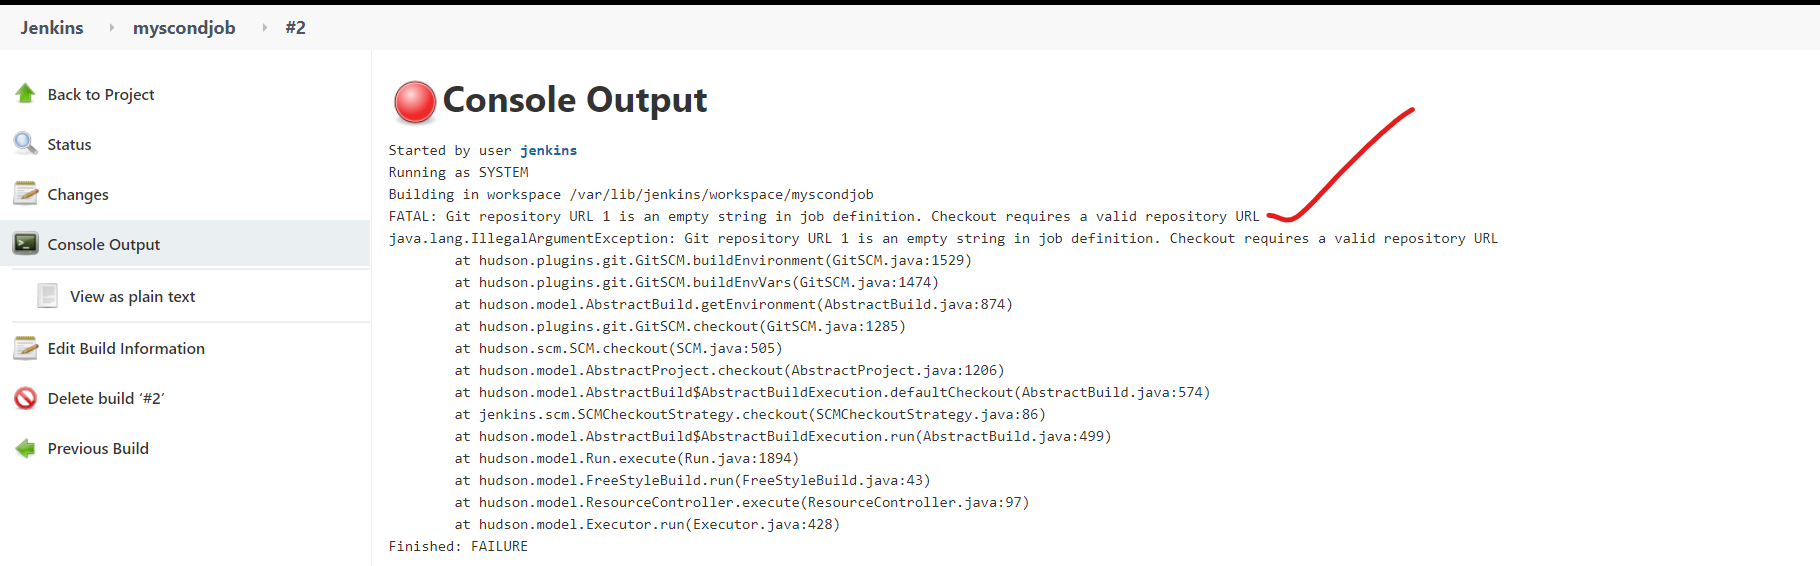 Jenkins myscondjob #2
Back to Project
Status
Changes
Console Output
View as plain text
Edit Build Information
Delete build ‘#2’
Previous Build
Console Output
Started by user jenkins
Running as SYSTEM
Building in workspace /var/lib/jenkins/workspace/myscondjob
FATAL: Git repository URL 1 is an empty string in job definition. Checkout requires a valid repository URL
java.lang.IllegalArgumentException: Git repository URL 1 is an empty string in job definition. Checkout requires a valid repository URL
at hudson.plugins.git.GitSCM.buildEnvironment(GitSCM.java:1529)
at hudson.plugins.git.GitSCM.buildEnvVars(GitSCM.java:1474)
at hudson.model.AbstractBuild.getEnvironment(AbstractBuild.java:874)
at hudson.plugins.git.GitSCM.checkout(GitSCM.java:1285)
at hudson.scm.SCM.checkout(SCM.java:505)
at hudson.model.AbstractProject.checkout(AbstractProject.java:1206)
at hudson.model.AbstractBuild$AbstractBuildExecution.defaultCheckout(AbstractBuild.java:574)
at jenkins.scm.SCMCheckoutStrategy.checkout(SCMCheckoutStrategy.java:86)
at hudson.model.AbstractBuild$AbstractBuildExecution.run(AbstractBuild.java:499)
at hudson.model.Run.execute(Run.java:1894)
at hudson.model.FreeStyleBuild.run(FreeStyleBuild.java:43)
at hudson.model.ResourceController.execute(ResourceController.java:97)
at hudson.model.Executor.run(Executor.java:428)
Finished: FAILURE